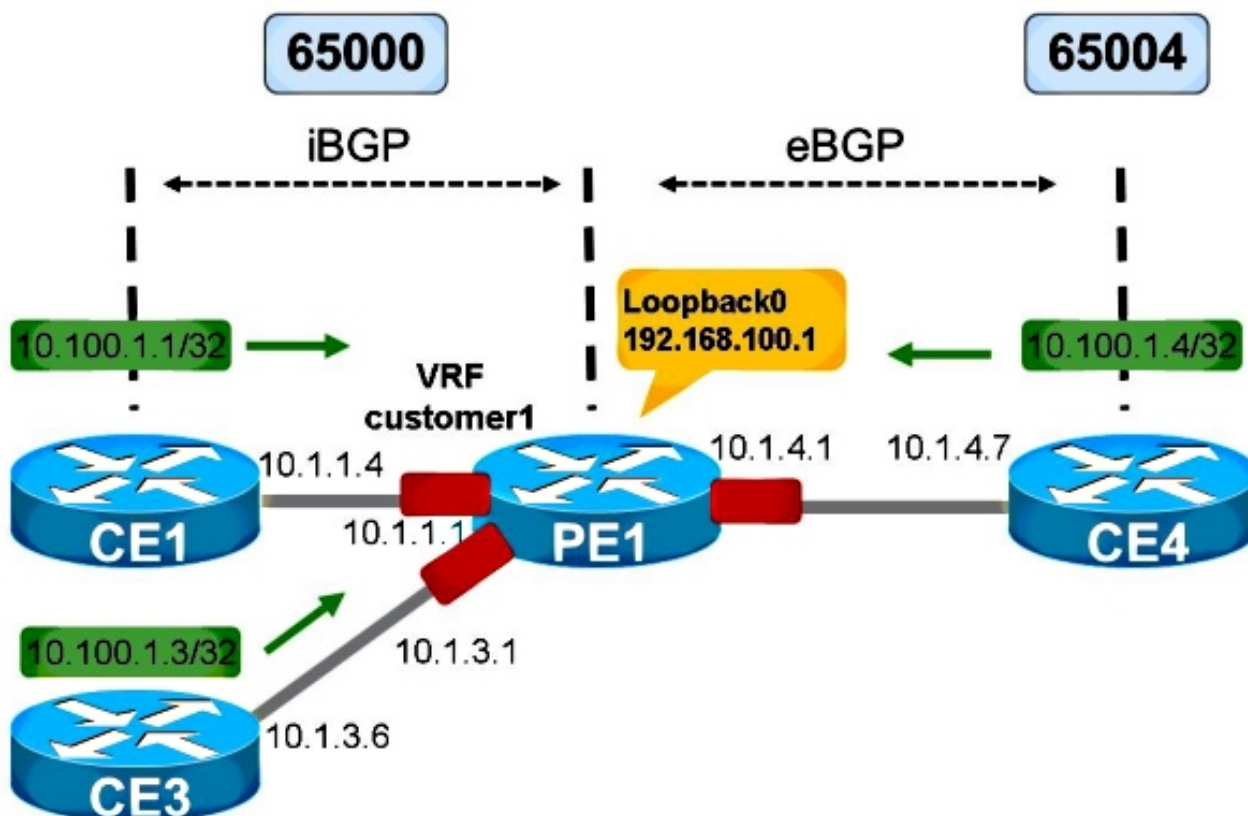 65000
65004
iBGP
eBGP
Loopback0
192.168.100.1
10.100.1.1/32
10.100.1.4/32
VRF
customer1
10.1.1.4
10.1.4.1
10.1.4.7
CE1
10.1.1.1
PE1
CE4
10.100.1.3/32
10.1.3.1
10.1.3.6
CE3